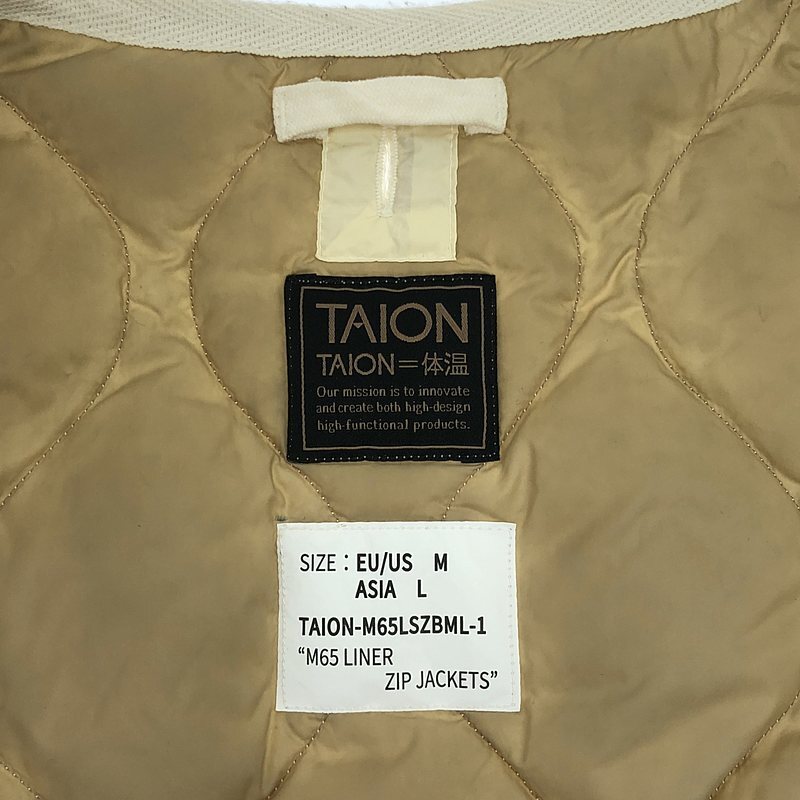 TAION
TAION=体温
Our mission is to innovate
and create both high-design
high-functional products.
SIZE : EU/US M
ASIA L
TAION-M65LSZBML-1
“M65 LINER
ZIP JACKETS”